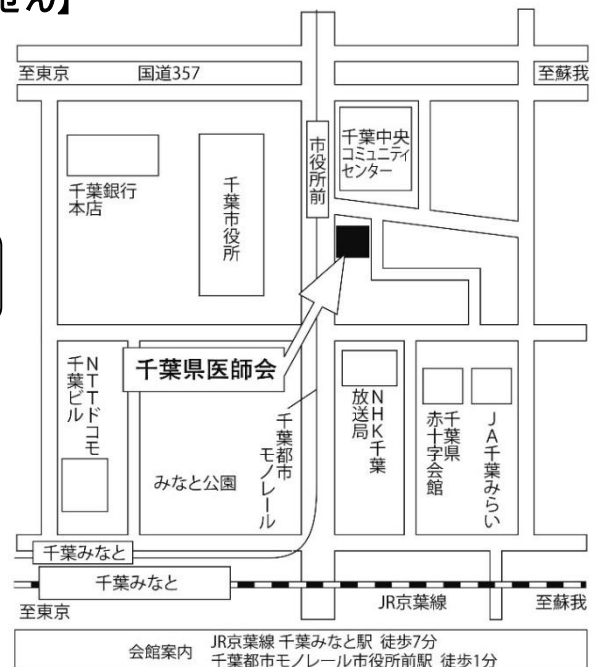 せん】
至東京
国道357
至蘇我
市役所前
千葉中央
コミュニティ
センター
千葉銀行
本店
千葉市役所
千葉県医師会
NTTドコモ
千葉ビル
みなと公園
千葉都市
モノレール
NHK千葉
放送局
千葉県
赤十字会館
JA千葉みらい
千葉みなと
千葉みなと
至東京
JR京葉線
至蘇我
会館案内
JR京葉線 千葉みなと駅 徒歩7分
千葉都市モノレール市役所前駅 徒歩1分